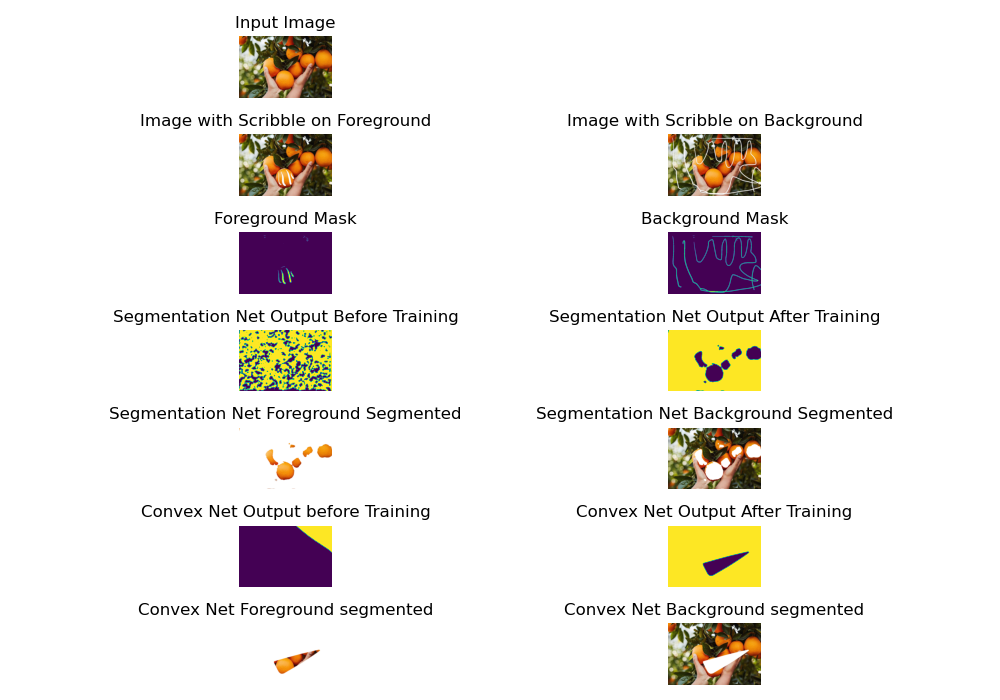 Input Image
Image with Scribble on Foreground
Image with Scribble on Background
Foreground Mask
Background Mask
Segmentation Net Output Before Training
Segmentation Net Output After Training
Segmentation Net Foreground Segmented
Segmentation Net Background Segmented
Convex Net Output before Training
Convex Net Output After Training
Convex Net Foreground segmented
Convex Net Background segmented